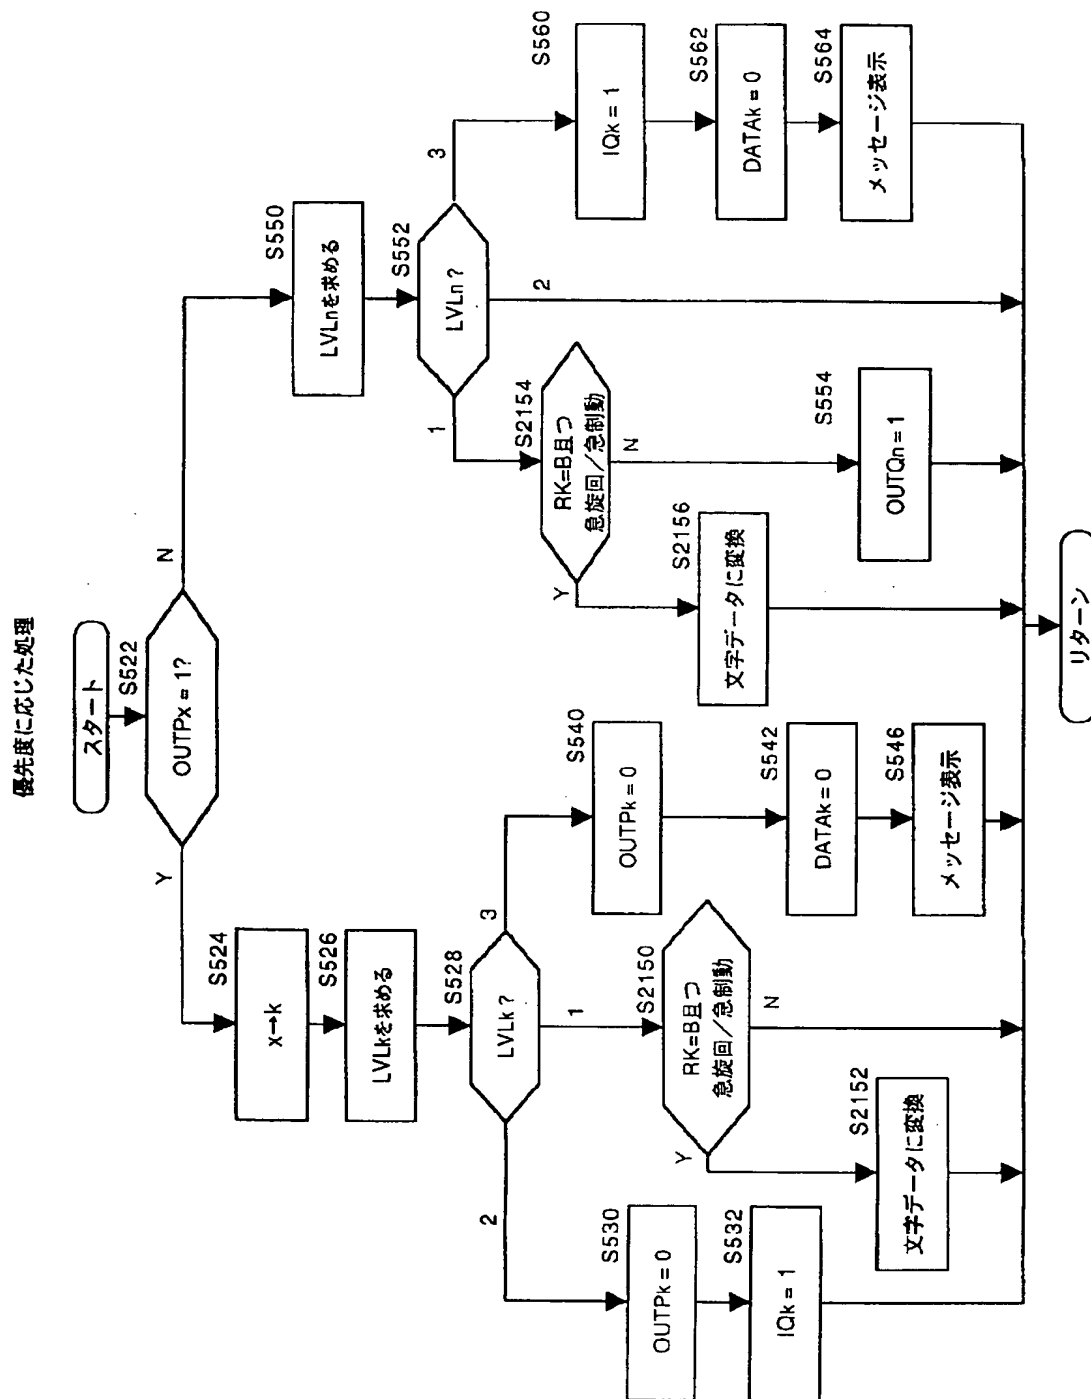 優先度に応じた処理
スタート
S522
OUTPx = 1?
Y
N
S524
x→k
S526
LVLkを求める
S528
LVLk ?
2
1
3
S530
OUTPk = 0
S532
IQk = 1
S2150
RK=B且つ
急旋回／急制動
Y
N
S2152
文字データに変換
S540
OUTPk = 0
S542
DATAk = 0
S546
メッセージ表示
S550
LVLnを求める
S552
LVLn ?
1
2
3
S2154
RK=B且つ
急旋回／急制動
Y
N
S2156
文字データに変換
S554
OUTQn = 1
S560
IQk = 1
S562
DATAk = 0
S564
メッセージ表示
リターン